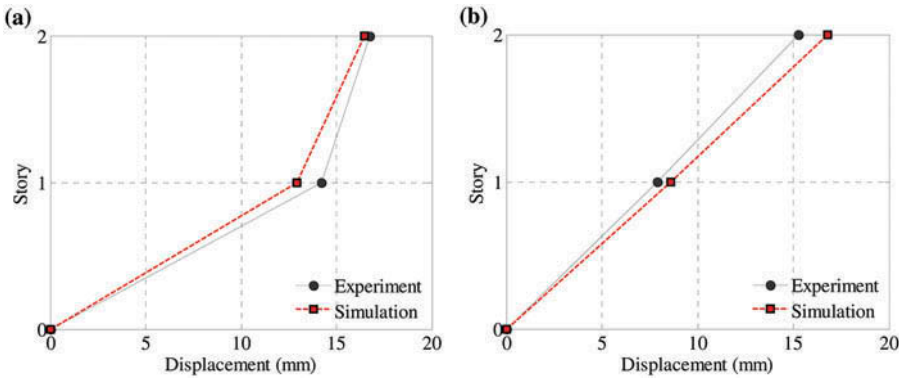 (a)
2
1
0
Story
0
5
10
15
20
Displacement (mm)
Experiment
Simulation
(b)
2
1
0
Story
0
5
10
15
20
Displacement (mm)
Experiment
Simulation